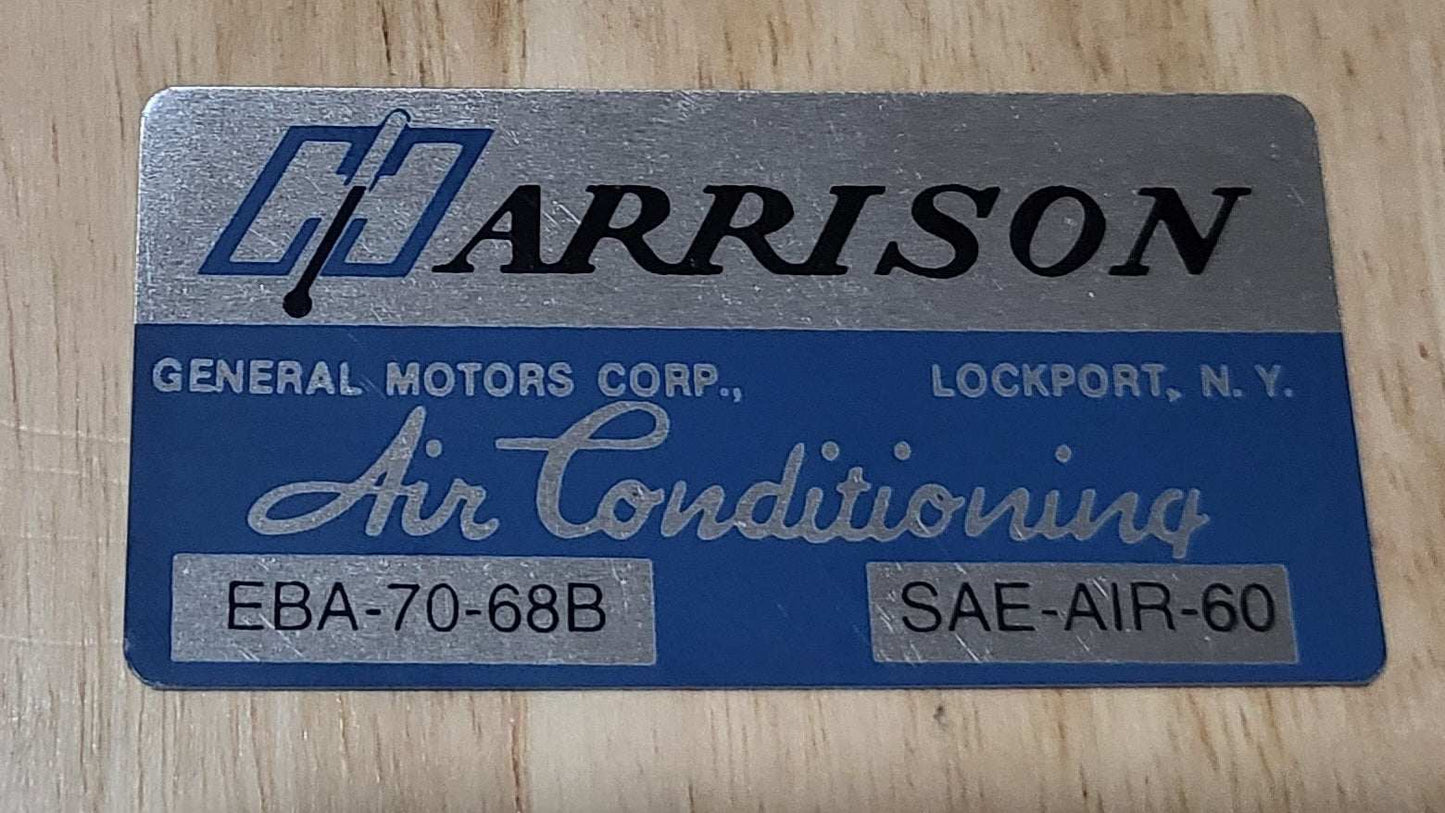 HARRISON
GENERAL MOTORS CORP., LOCKPORT, N. Y.
Air Conditioning
EBA-70-68B SAE-AIR-60